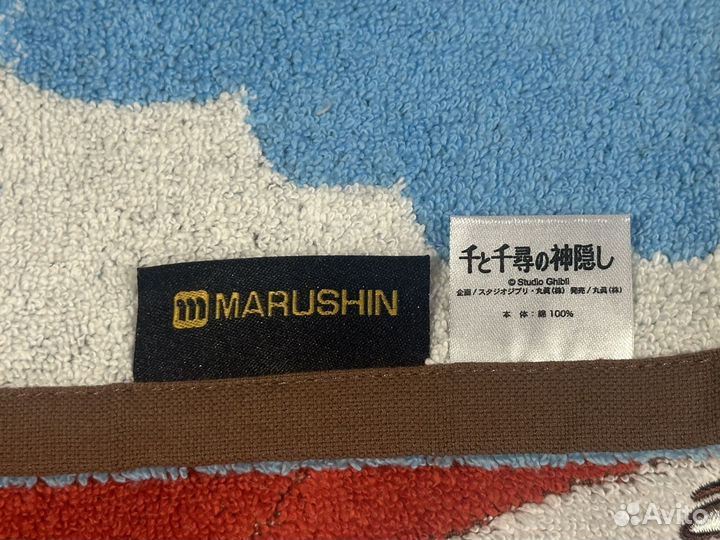 MARUSHIN
千と千尋の神隠し
© Studio Ghibli
企画/スタジオジブリ・丸眞(株) 発売/丸眞(株)
本 体:綿 100%
Avito